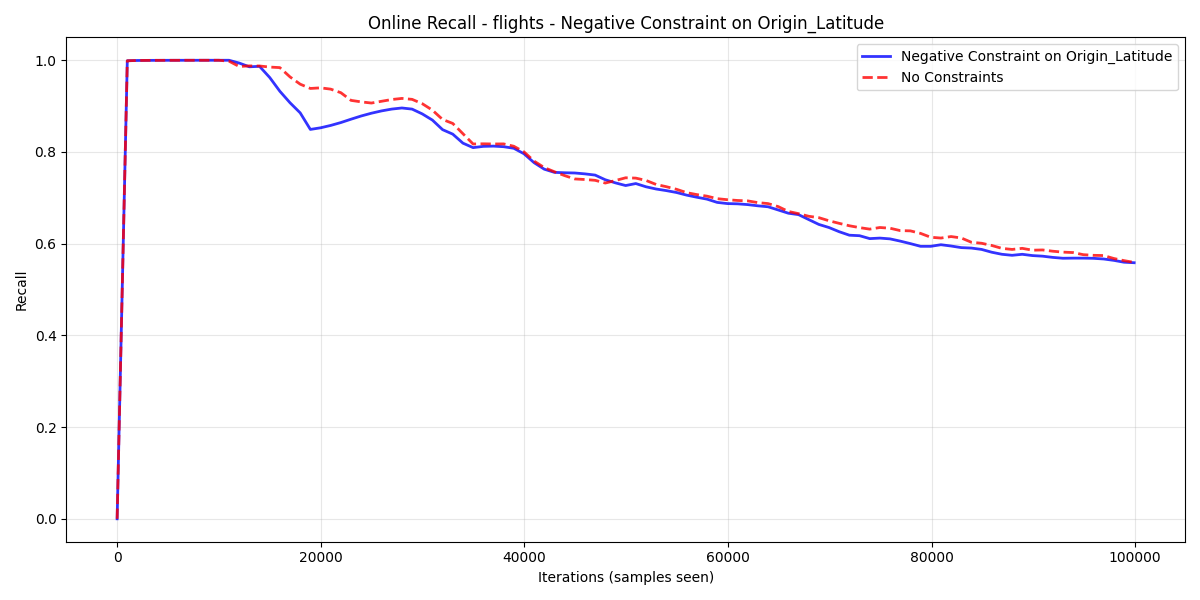 Online Recall - flights - Negative Constraint on Origin_Latitude
Negative Constraint on Origin_Latitude
No Constraints
Recall
1.0
0.8
0.6
0.4
0.2
0.0
0 20000 40000 60000 80000 100000
Iterations (samples seen)